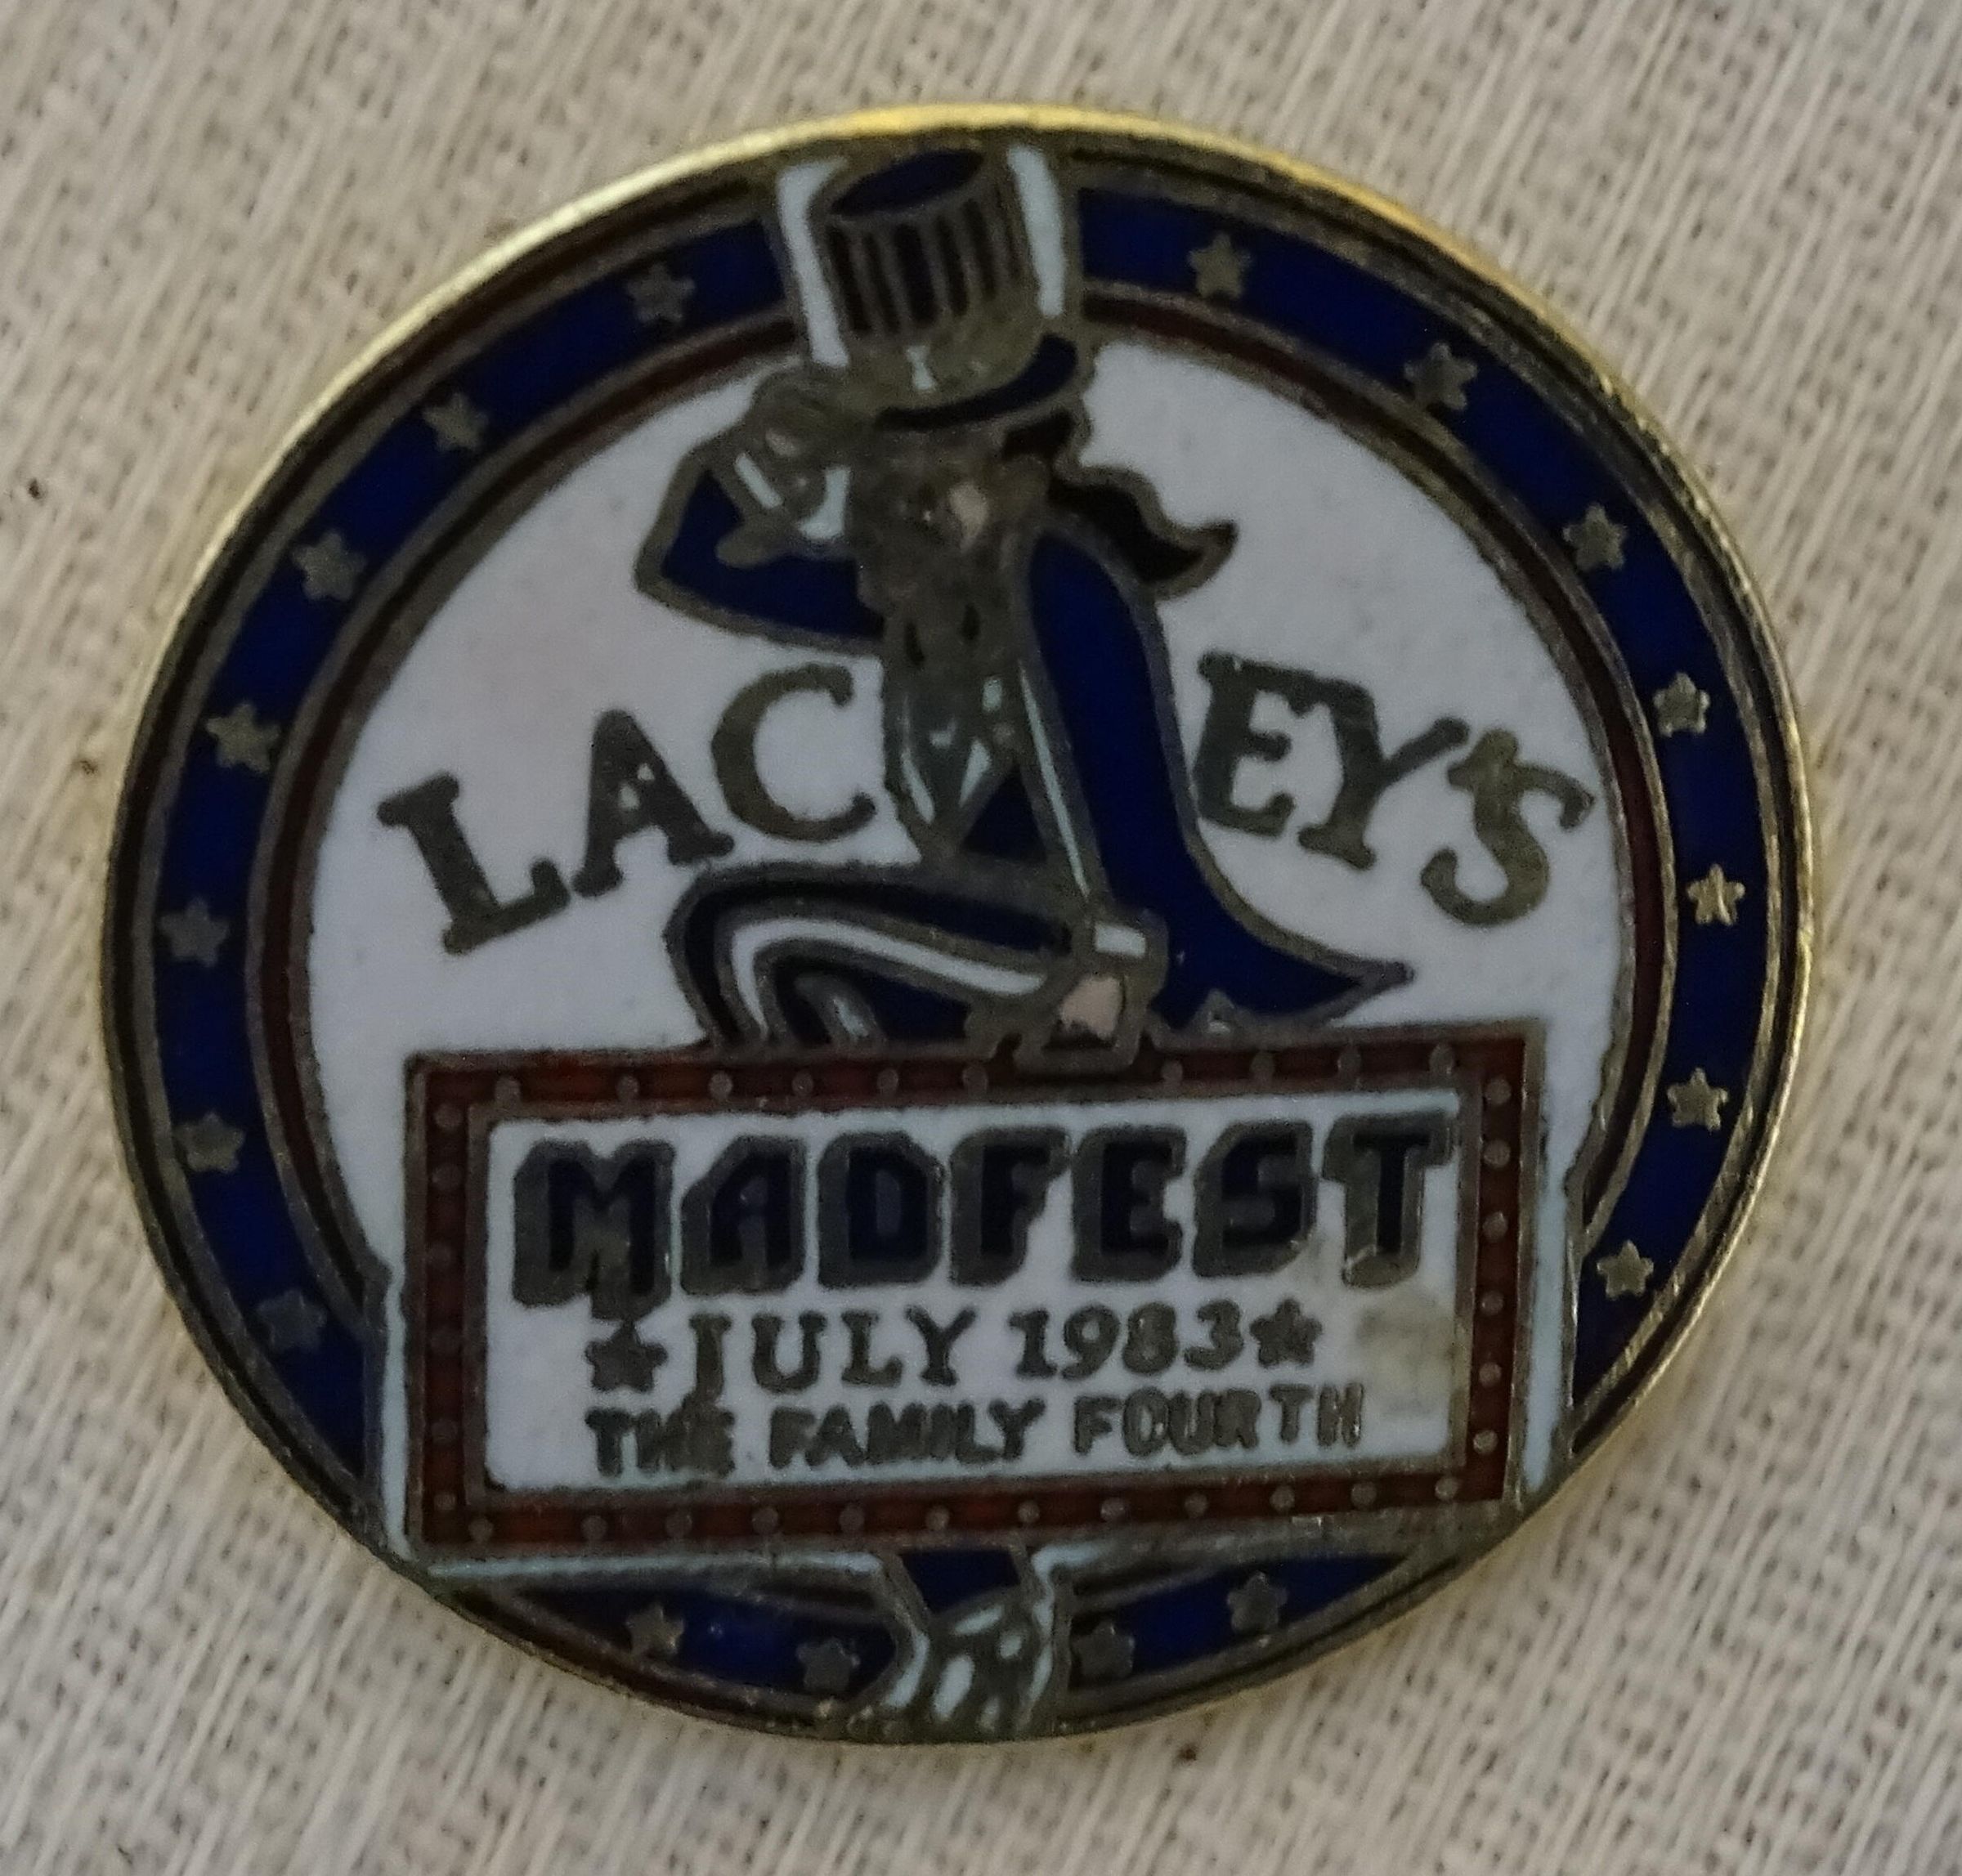 LACEY'S
MADFEST
★JULY 1983★
THE FAMILY FOURTH